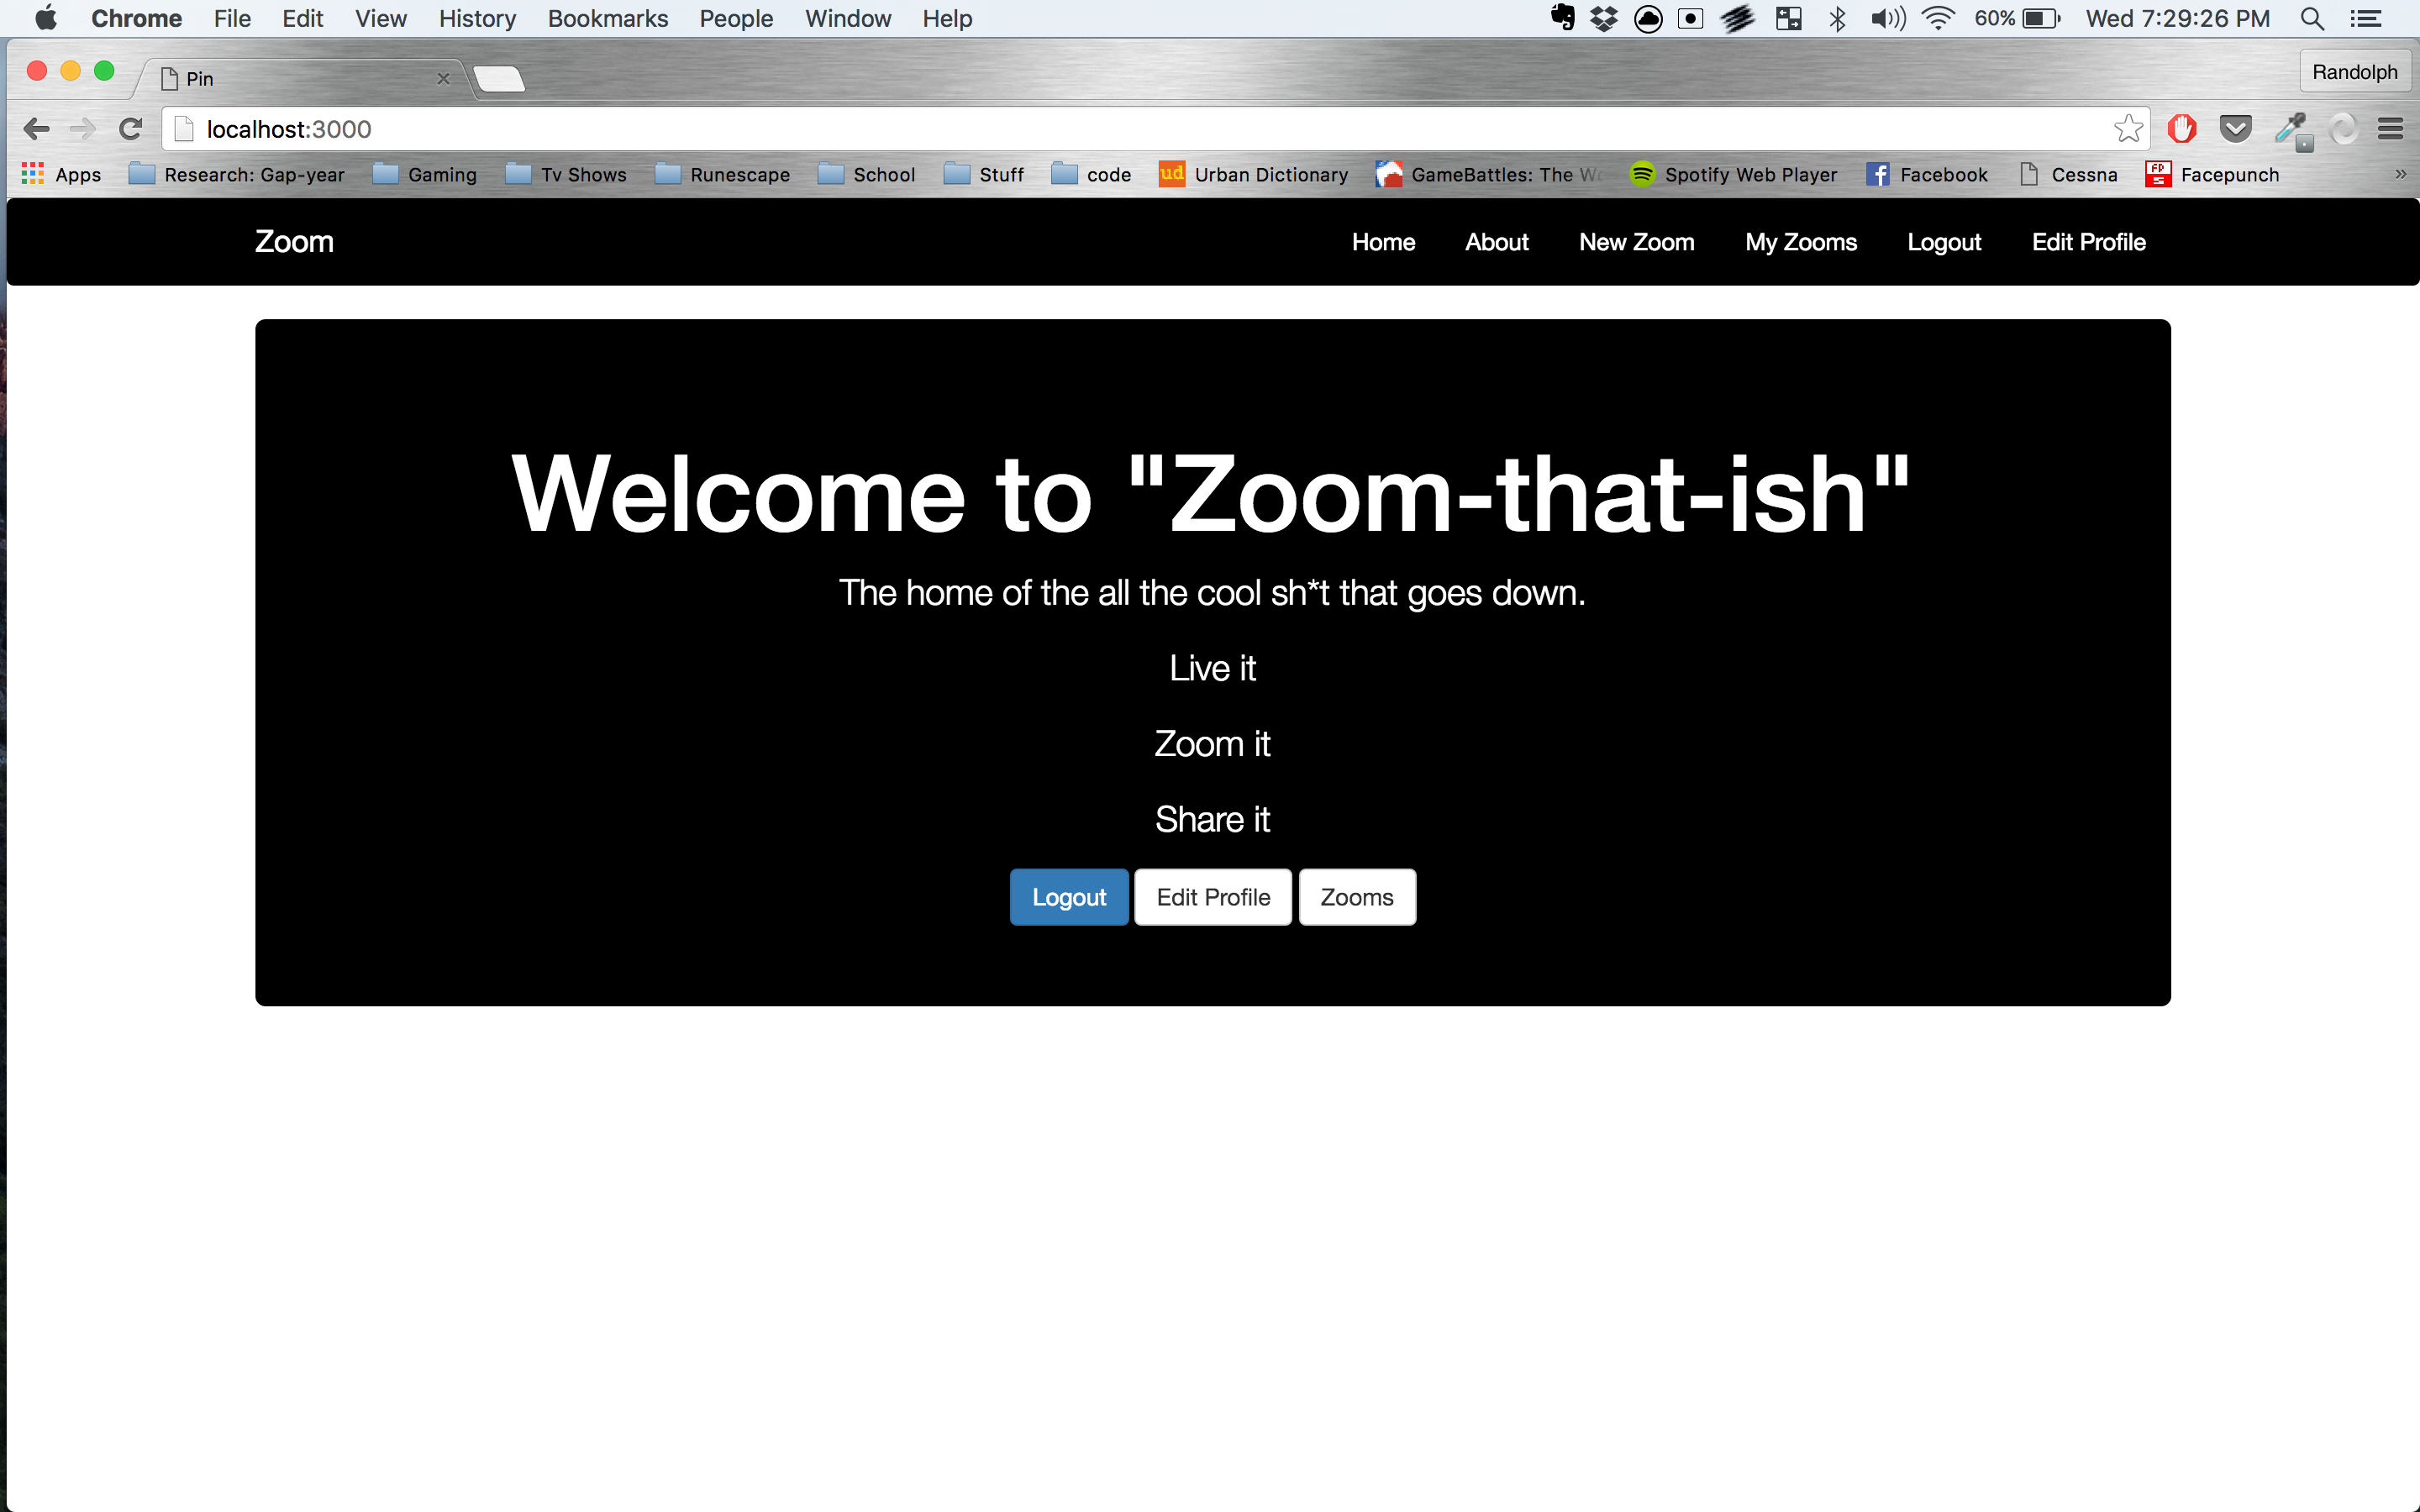 Chrome File Edit View History Bookmarks People Window Help 60% Wed 7:29:26 PM
Pin Randolph
localhost:3000
Apps Research: Gap-year Gaming Tv Shows Runescape School Stuff code ud Urban Dictionary GameBattles: The Spotify Web Player Facebook Cessna FP Facepunch »
Zoom Home About New Zoom My Zooms Logout Edit Profile
Welcome to "Zoom-that-ish"
The home of the all the cool sh*t that goes down.
Live it
Zoom it
Share it
Logout Edit Profile Zooms